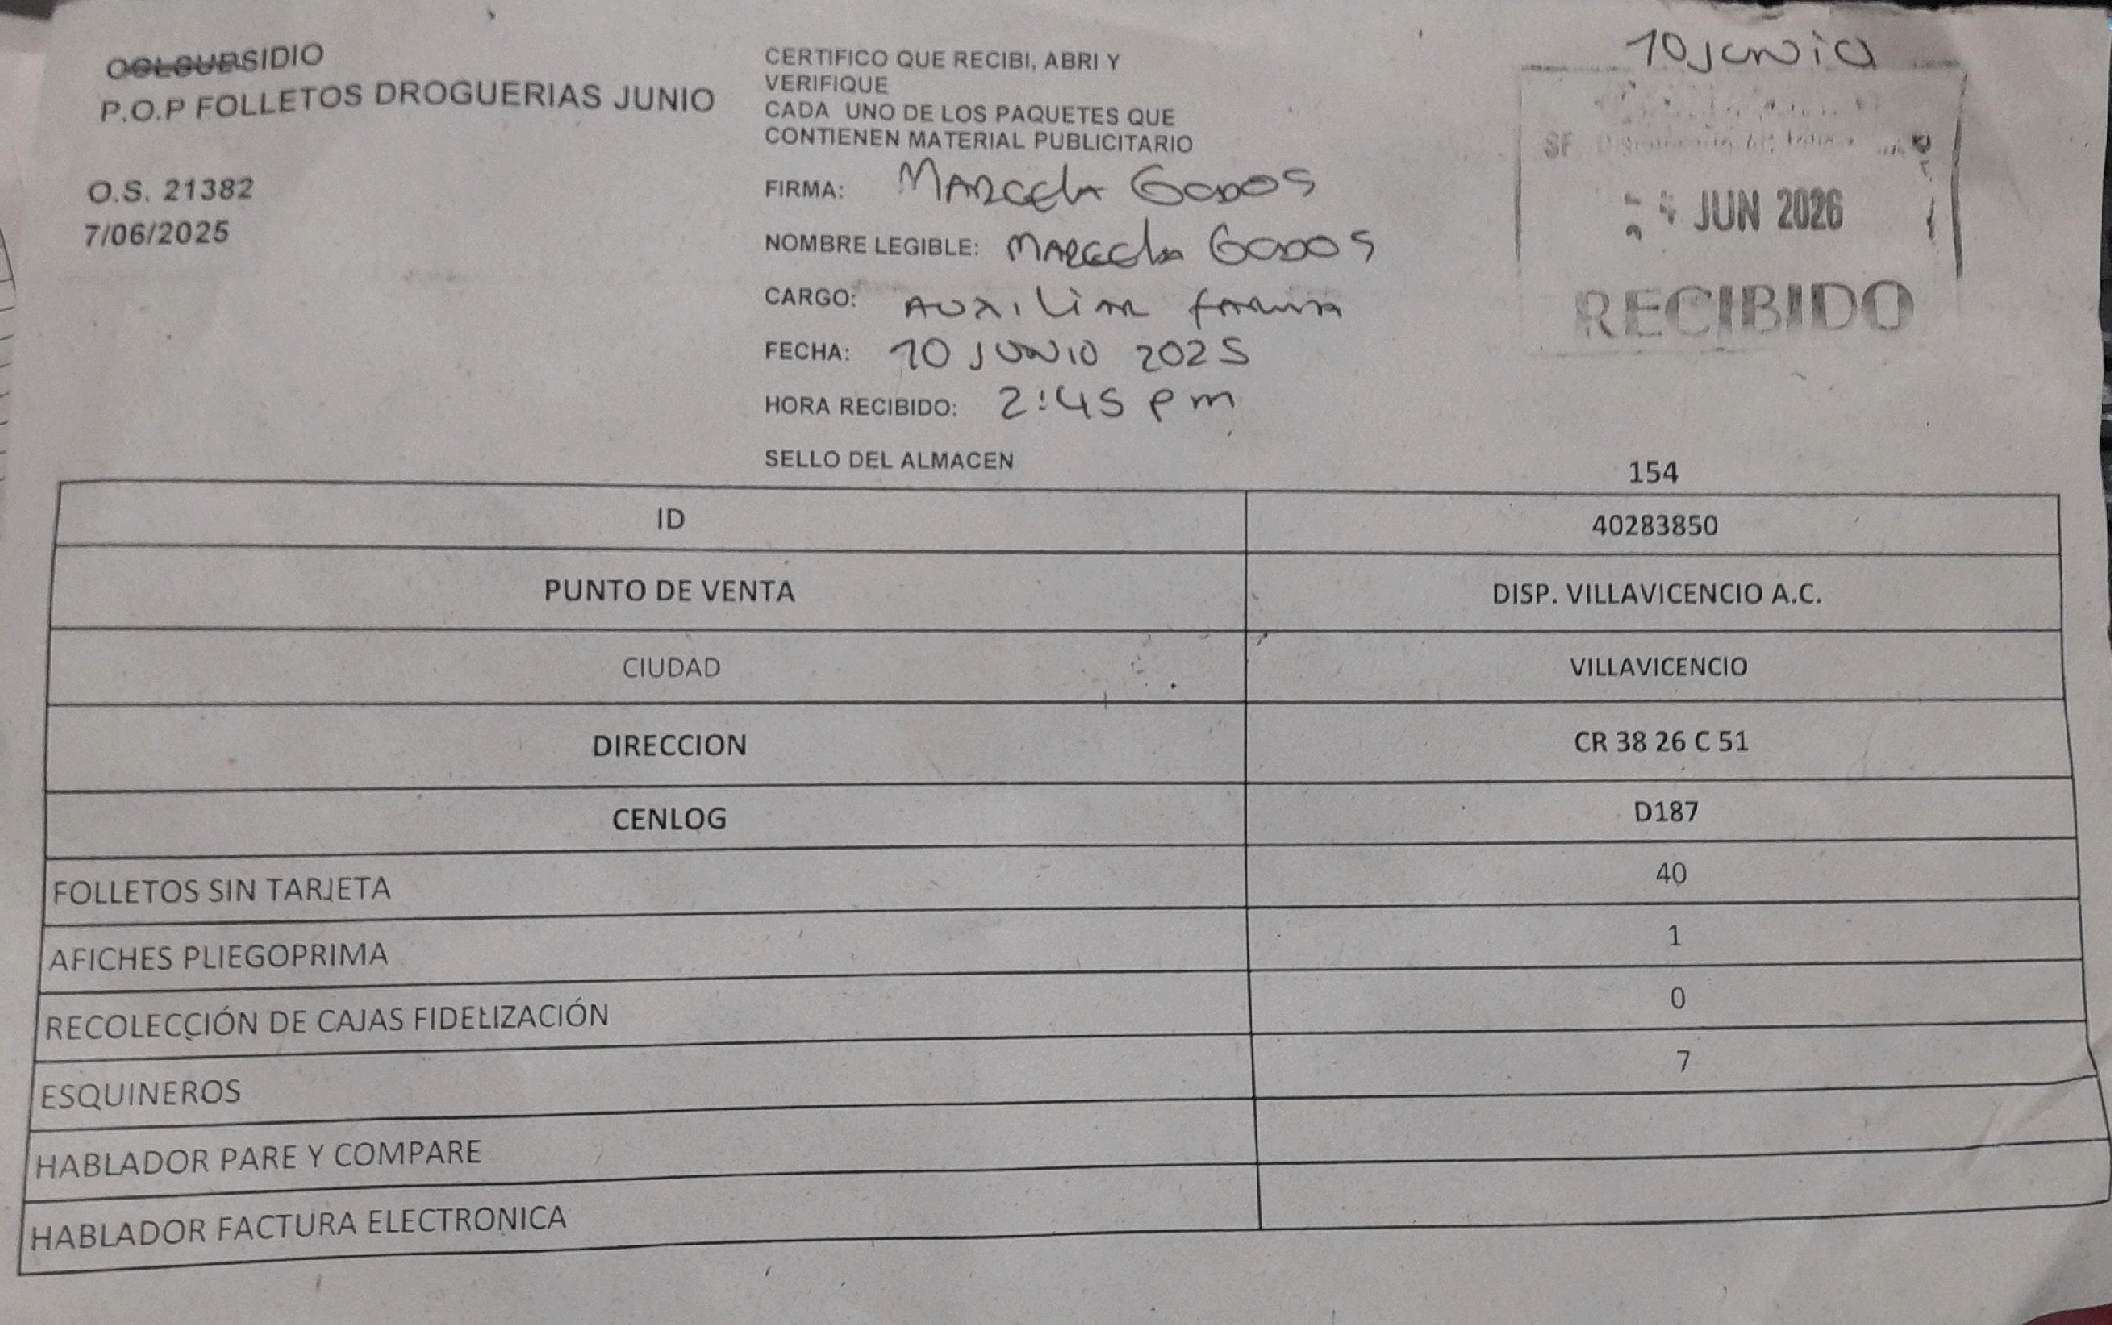 COLSUBSIDIO
P.O.P FOLLETOS DROGUERIAS JUNIO
O.S. 21382
7/06/2025
CERTIFICO QUE RECIBI, ABRI Y
VERIFIQUE
CADA UNO DE LOS PAQUETES QUE
CONTIENEN MATERIAL PUBLICITARIO
FIRMA: MARCELA GODOS
NOMBRE LEGIBLE: MARCELA GODOS
CARGO: AUXILIAR
FECHA: 10 JUNIO 2025
HORA RECIBIDO: 2:45 PM
SELLO DEL ALMACEN
10 junio
JUN 2026
RECIBIDO
154
ID 40283850
PUNTO DE VENTA DISP. VILLAVICENCIO A.C.
CIUDAD VILLAVICENCIO
DIRECCION CR 38 26 C 51
CENLOG D187
FOLLETOS SIN TARJETA 40
AFICHES PLIEGOPRIMA 1
RECOLECCIÓN DE CAJAS FIDELIZACIÓN 0
ESQUINEROS 7
HABLADOR PARE Y COMPARE
HABLADOR FACTURA ELECTRONICA